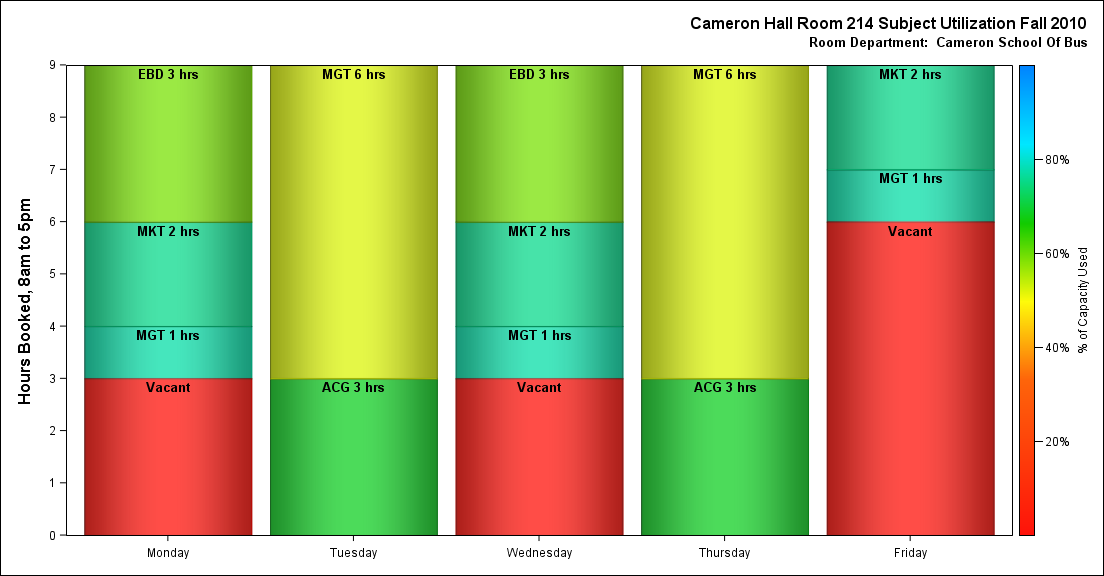 Cameron Hall Room 214 Subject Utilization Fall 2010
Room Department:  Cameron School Of Bus
Hours Booked, 8am to 5pm
9
8
7
6
5
4
3
2
1
0
EBD 3 hrs
MKT 2 hrs
MGT 1 hrs
Vacant
MGT 6 hrs
ACG 3 hrs
EBD 3 hrs
MKT 2 hrs
MGT 1 hrs
Vacant
MGT 6 hrs
ACG 3 hrs
MKT 2 hrs
MGT 1 hrs
Vacant
Monday
Tuesday
Wednesday
Thursday
Friday
80%
60%
40%
20%
% of Capacity Used